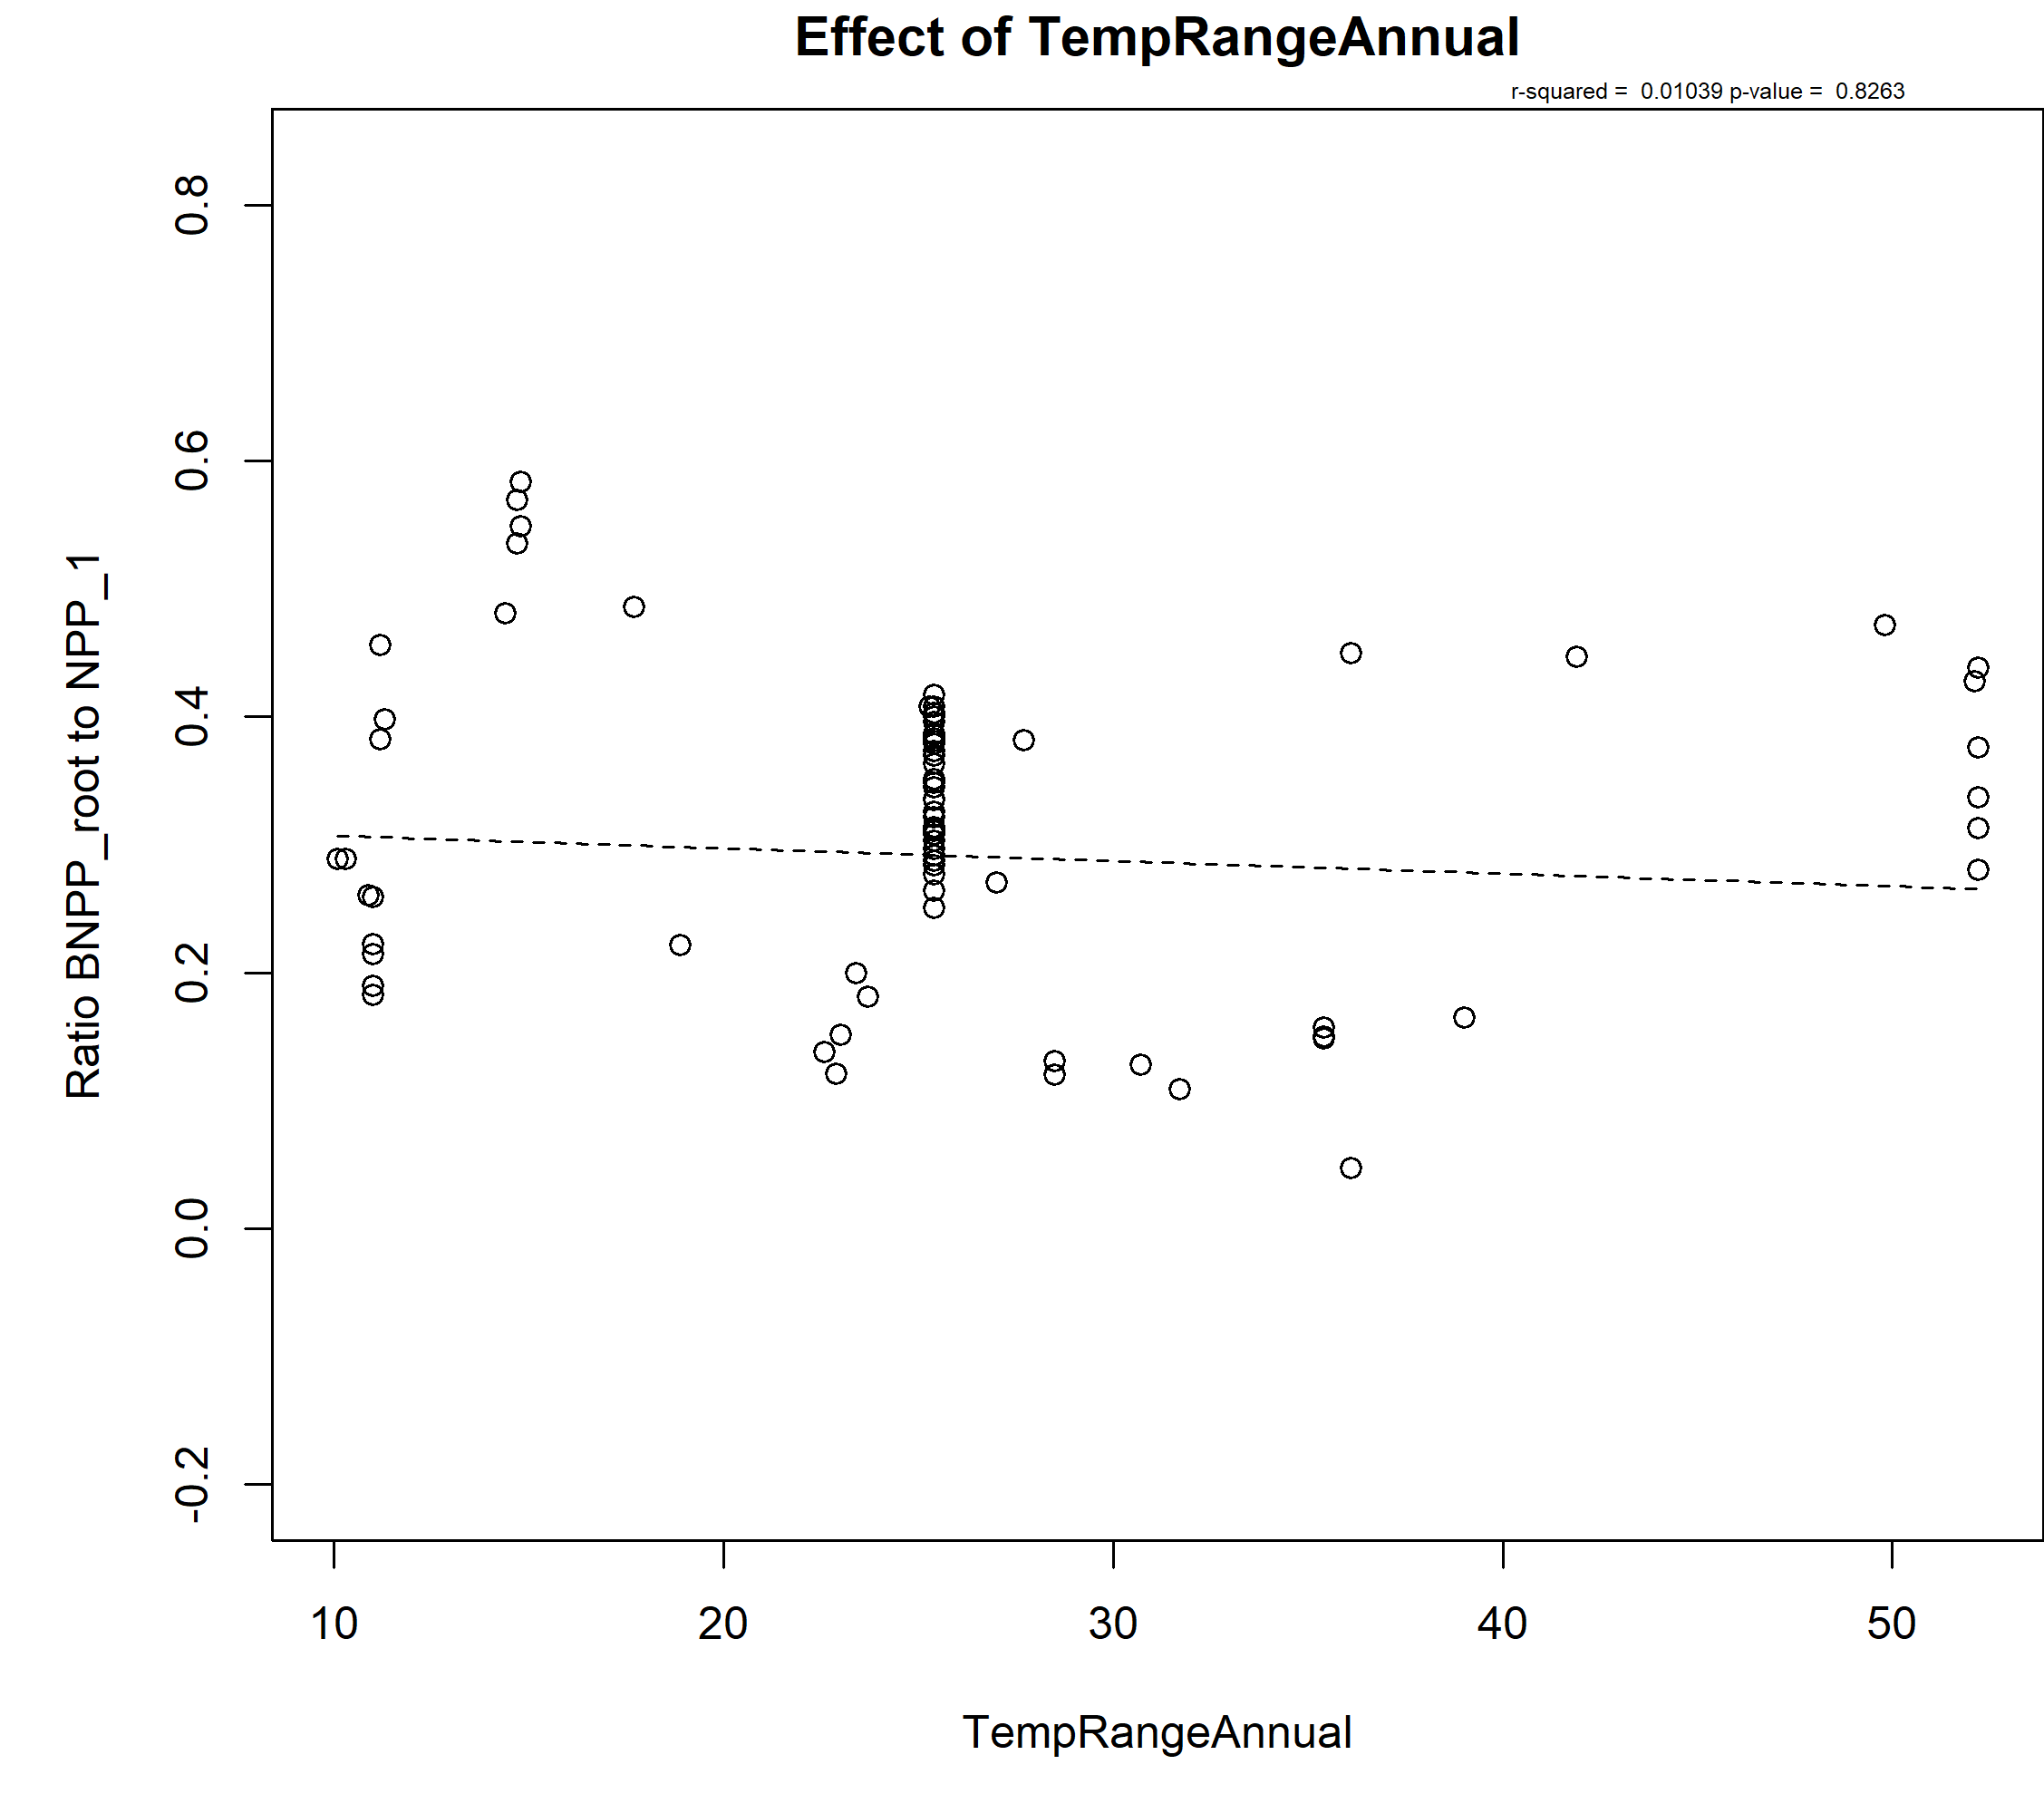 Effect of TempRangeAnnual
r-squared =  0.01039 p-value =  0.8263
Ratio BNPP_root to NPP_1
0.8
0.6
0.4
0.2
0.0
-0.2
10 20 30 40 50
TempRangeAnnual